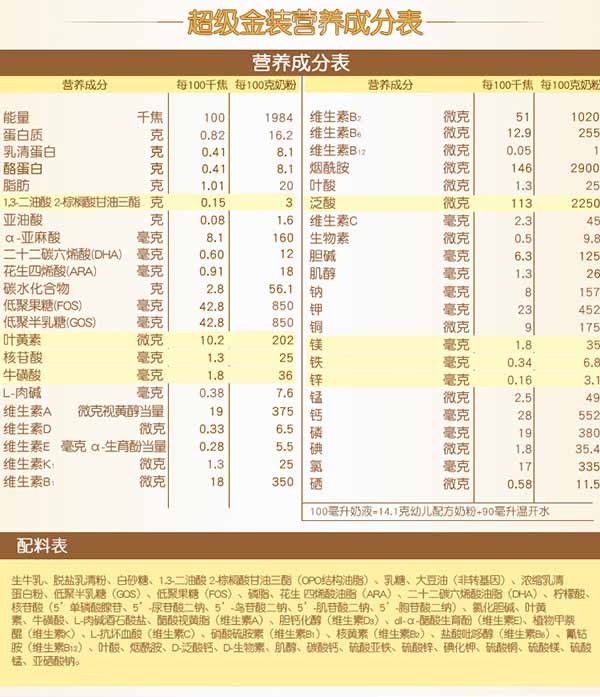 超级金装营养成分表
营养成分表
营养成分 每100千焦 每100克奶粉
能量 千焦 100 1984
蛋白质 克 0.82 16.2
乳清蛋白 克 0.41 8.1
酪蛋白 克 0.41 8.1
脂肪 克 1.01 20
1,3-二油酸 2-棕榈酸甘油三酯 克 0.15 3
亚油酸 克 0.08 1.6
α-亚麻酸 毫克 8.1 160
二十二碳六烯酸(DHA) 毫克 0.60 12
花生四烯酸(ARA) 毫克 0.91 18
碳水化合物 克 2.8 56.1
低聚果糖(FOS) 毫克 42.8 850
低聚半乳糖(GOS) 毫克 42.8 850
叶黄素 微克 10.2 202
核苷酸 毫克 1.3 25
牛磺酸 毫克 1.8 36
L-肉碱 毫克 0.38 7.6
维生素A 微克视黄醇当量 19 375
维生素D 微克 0.33 6.5
维生素E 毫克 α-生育酚当量 0.28 5.5
维生素K₁ 微克 1.3 25
维生素B₁ 微克 18 350
营养成分 每100千焦 每100克奶粉
维生素B₂ 微克 51 1020
维生素B₆ 微克 12.9 255
维生素B₁₂ 微克 0.05 1
烟酰胺 微克 146 2900
叶酸 微克 1.3 25
泛酸 微克 113 2250
维生素C 毫克 2.3 45
生物素 微克 0.5 9.8
胆碱 毫克 6.3 125
肌醇 毫克 1.3 26
钠 毫克 8 157
钾 毫克 23 452
铜 微克 9 175
镁 毫克 1.8 35
铁 毫克 0.34 6.8
锌 毫克 0.16 3.1
锰 微克 2.5 49
钙 毫克 28 552
磷 毫克 19 380
碘 微克 1.8 35.4
氯 毫克 17 335
硒 微克 0.58 11.5
100毫升奶液=14.1克幼儿配方奶粉+90毫升温开水
配料表
生牛乳、脱盐乳清粉、白砂糖、1,3-二油酸 2-棕榈酸甘油三酯（OPO结构油脂）、乳糖、大豆油（非转基因）、浓缩乳清
蛋白粉、低聚半乳糖（GOS）、低聚果糖（FOS）、磷脂、花生 四烯酸油脂（ARA）、二十二碳六烯酸油脂（DHA）、柠檬酸、
核苷酸（5’单磷酸腺苷、5’-尿苷酸二钠、5’-鸟苷酸二钠、5’-肌苷酸二钠、5’-胞苷酸二钠）、氯化胆碱、叶黄
素、牛磺酸、L-肉碱酒石酸盐、醋酸视黄酯（维生素A）、胆钙化醇（维生素D₃）、dl-α-醋酸生育酚（维生素E)、植物甲萘
醌（维生素K）、L-抗坏血酸（维生素C）、硝酸硫胺素（维生素B₁）、核黄素（维生素B₂）、盐酸吡哆醇（维生素B₆）、氰钴
胺（维生素B₁₂）、叶酸、烟酰胺、D-泛酸钙、D-生物素、肌醇、碳酸钙、硫酸亚铁、硫酸锌、碘化钾、硫酸铜、硫酸镁、硫酸
锰、亚硒酸钠。